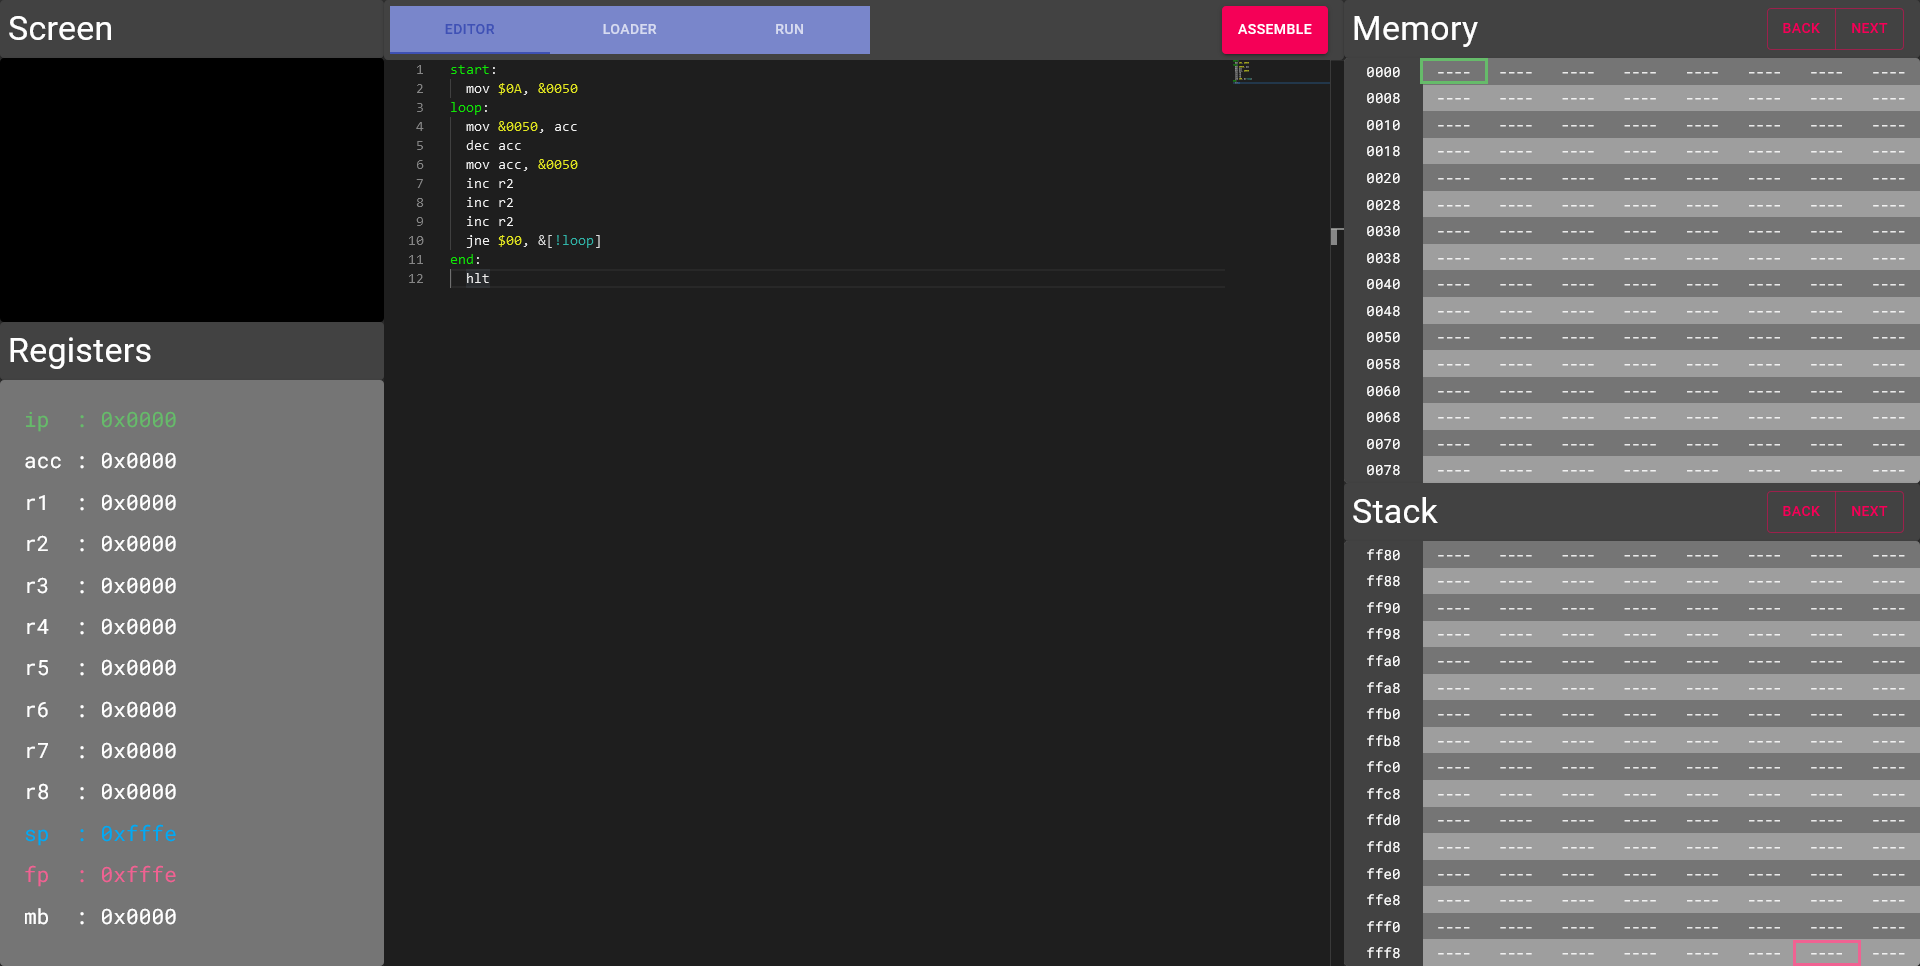 Screen
Registers
ip : 0x0000
acc : 0x0000
r1 : 0x0000
r2 : 0x0000
r3 : 0x0000
r4 : 0x0000
r5 : 0x0000
r6 : 0x0000
r7 : 0x0000
r8 : 0x0000
sp : 0xfffe
fp : 0xfffe
mb : 0x0000
EDITOR LOADER RUN ASSEMBLE
1 start:
2 mov $0A, &0050
3 loop:
4 mov &0050, acc
5 dec acc
6 mov acc, &0050
7 inc r2
8 inc r2
9 inc r2
10 jne $00, &[!loop]
11 end:
12 hlt
Memory BACK NEXT
0000 ---- ---- ---- ---- ---- ---- ---- ----
0008 ---- ---- ---- ---- ---- ---- ---- ----
0010 ---- ---- ---- ---- ---- ---- ---- ----
0018 ---- ---- ---- ---- ---- ---- ---- ----
0020 ---- ---- ---- ---- ---- ---- ---- ----
0028 ---- ---- ---- ---- ---- ---- ---- ----
0030 ---- ---- ---- ---- ---- ---- ---- ----
0038 ---- ---- ---- ---- ---- ---- ---- ----
0040 ---- ---- ---- ---- ---- ---- ---- ----
0048 ---- ---- ---- ---- ---- ---- ---- ----
0050 ---- ---- ---- ---- ---- ---- ---- ----
0058 ---- ---- ---- ---- ---- ---- ---- ----
0060 ---- ---- ---- ---- ---- ---- ---- ----
0068 ---- ---- ---- ---- ---- ---- ---- ----
0070 ---- ---- ---- ---- ---- ---- ---- ----
0078 ---- ---- ---- ---- ---- ---- ---- ----
Stack BACK NEXT
ff80 ---- ---- ---- ---- ---- ---- ---- ----
ff88 ---- ---- ---- ---- ---- ---- ---- ----
ff90 ---- ---- ---- ---- ---- ---- ---- ----
ff98 ---- ---- ---- ---- ---- ---- ---- ----
ffa0 ---- ---- ---- ---- ---- ---- ---- ----
ffa8 ---- ---- ---- ---- ---- ---- ---- ----
ffb0 ---- ---- ---- ---- ---- ---- ---- ----
ffb8 ---- ---- ---- ---- ---- ---- ---- ----
ffc0 ---- ---- ---- ---- ---- ---- ---- ----
ffc8 ---- ---- ---- ---- ---- ---- ---- ----
ffd0 ---- ---- ---- ---- ---- ---- ---- ----
ffd8 ---- ---- ---- ---- ---- ---- ---- ----
ffe0 ---- ---- ---- ---- ---- ---- ---- ----
ffe8 ---- ---- ---- ---- ---- ---- ---- ----
fff0 ---- ---- ---- ---- ---- ---- ---- ----
fff8 ---- ---- ---- ---- ---- ---- ---- ----